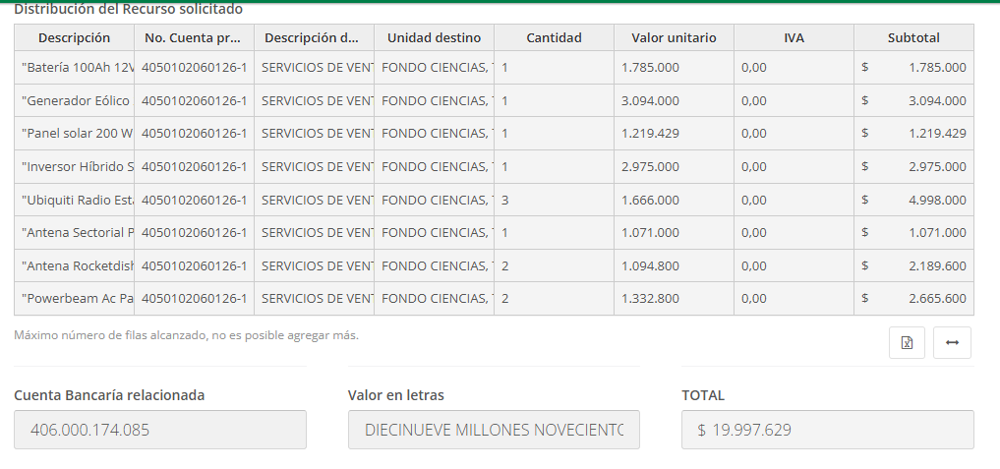 Distribución del Recurso solicitado
Descripción No. Cuenta pr... Descripción d... Unidad destino Cantidad Valor unitario IVA Subtotal
"Batería 100Ah 12V 4050102060126-1 SERVICIOS DE VENT FONDO CIENCIAS, 1 1.785.000 0,00 $ 1.785.000
"Generador Eólico 4050102060126-1 SERVICIOS DE VENT FONDO CIENCIAS, 1 3.094.000 0,00 $ 3.094.000
"Panel solar 200 W 4050102060126-1 SERVICIOS DE VENT FONDO CIENCIAS, 1 1.219.429 0,00 $ 1.219.429
"Inversor Híbrido S 4050102060126-1 SERVICIOS DE VENT FONDO CIENCIAS, 1 2.975.000 0,00 $ 2.975.000
"Ubiquiti Radio Esta 4050102060126-1 SERVICIOS DE VENT FONDO CIENCIAS, 3 1.666.000 0,00 $ 4.998.000
"Antena Sectorial P 4050102060126-1 SERVICIOS DE VENT FONDO CIENCIAS, 1 1.071.000 0,00 $ 1.071.000
"Antena Rocketdish 4050102060126-1 SERVICIOS DE VENT FONDO CIENCIAS, 2 1.094.800 0,00 $ 2.189.600
"Powerbeam Ac Pa 4050102060126-1 SERVICIOS DE VENT FONDO CIENCIAS, 2 1.332.800 0,00 $ 2.665.600
Máximo número de filas alcanzado, no es posible agregar más.
Cuenta Bancaría relacionada Valor en letras TOTAL
406.000.174.085 DIECINUEVE MILLONES NOVECIENTO $ 19.997.629